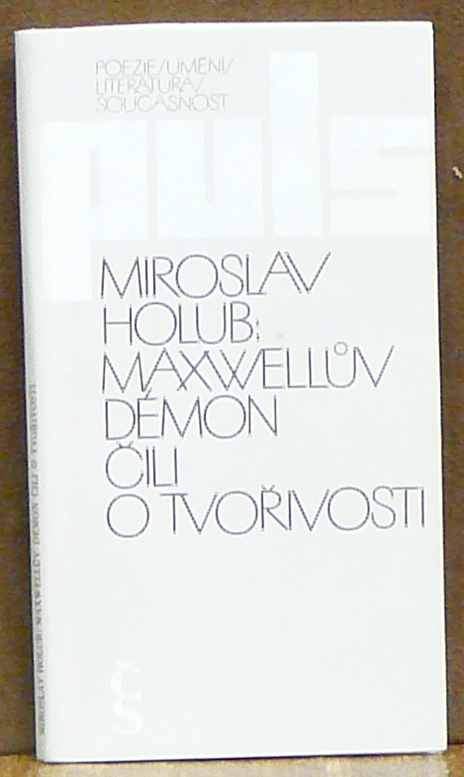 POEZIE/UMĚNÍ/
LITERATURA/
SOUČASNOST
puls
MIROSLAV
HOLUB:
MAXWELLŮV
DÉMON
ČILI
O TVOŘIVOSTI
ČS
MIROSLAV HOLUB: MAXWELLŮV DÉMON ČILI O TVOŘIVOSTI